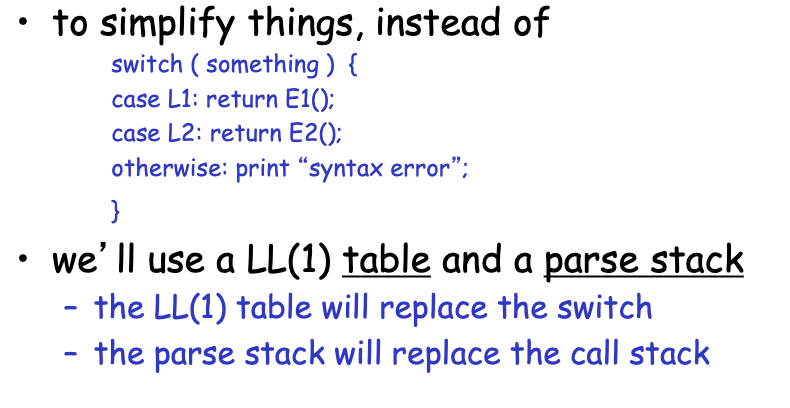 • to simplify things, instead of
switch ( something ) {
case L1: return E1();
case L2: return E2();
otherwise: print “syntax error”;
}
• we’ll use a LL(1) table and a parse stack
– the LL(1) table will replace the switch
– the parse stack will replace the call stack